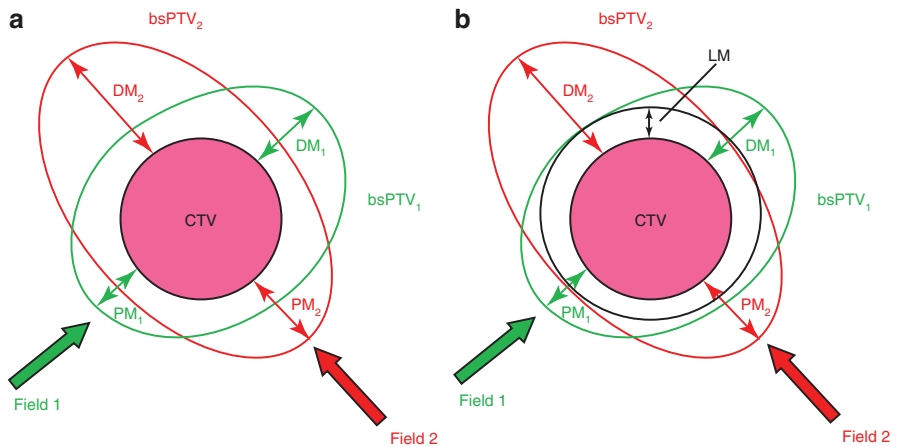 a
bsPTV₂
DM₂
DM₁
bsPTV₁
CTV
PM₁
PM₂
Field 1
Field 2
b
bsPTV₂
LM
DM₂
DM₁
bsPTV₁
CTV
PM₁
PM₂
Field 1
Field 2